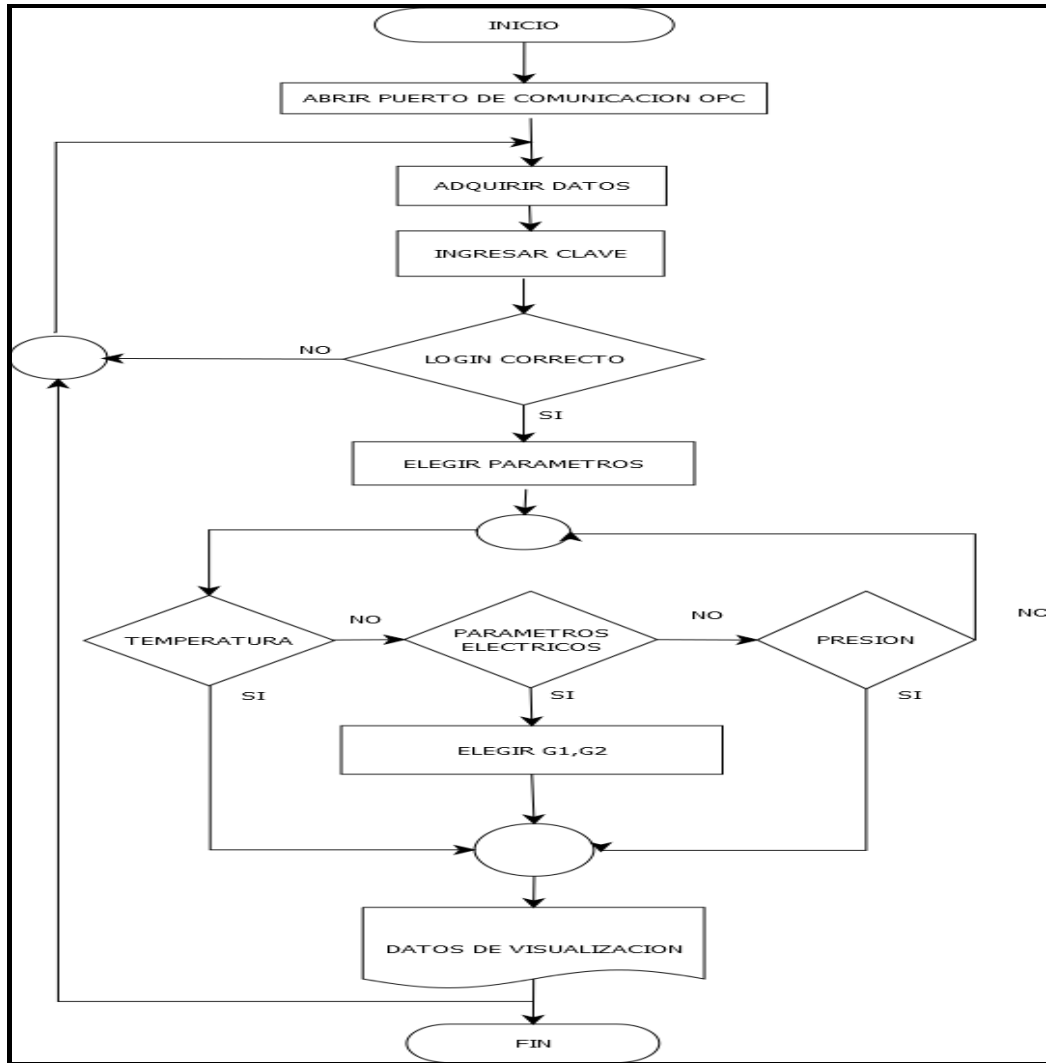 INICIO
ABRIR PUERTO DE COMUNICACION OPC
ADQUIRIR DATOS
INGRESAR CLAVE
LOGIN CORRECTO
NO
SI
ELEGIR PARAMETROS
TEMPERATURA
NO
PARAMETROS
ELECTRICOS
NO
PRESION
NO
SI
SI
SI
ELEGIR G1,G2
DATOS DE VISUALIZACION
FIN